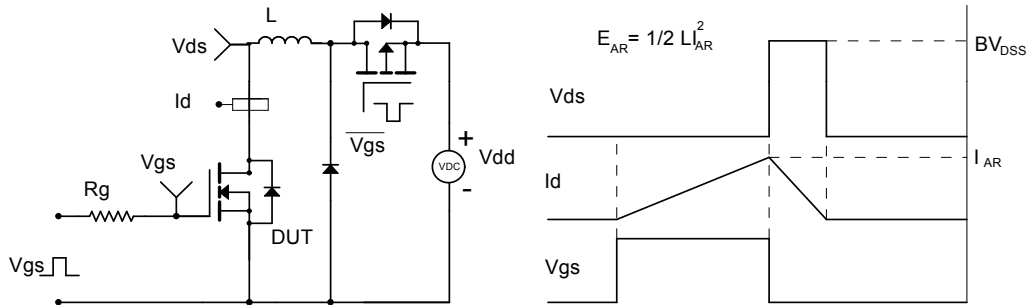 L
Vds
Id
Vgs
Vgs
+
VDC
Vdd
-
Rg
DUT
Vgs
E_AR = 1/2 LI²_AR
BV_DSS
Vds
I_AR
Id
Vgs